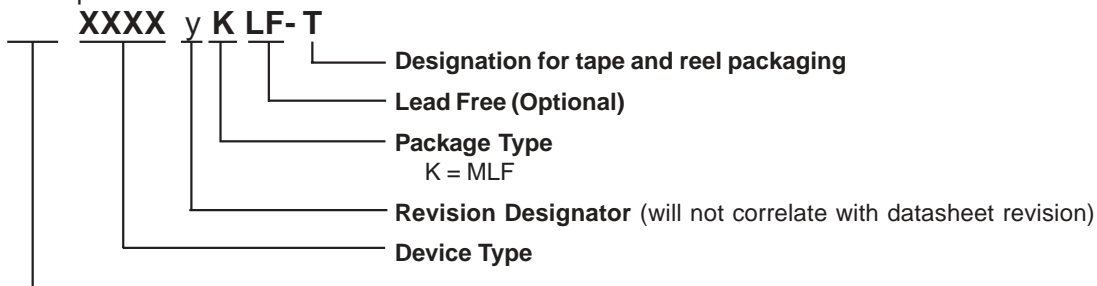 XXXX y K LF- T
Designation for tape and reel packaging
Lead Free (Optional)
Package Type
K = MLF
Revision Designator (will not correlate with datasheet revision)
Device Type